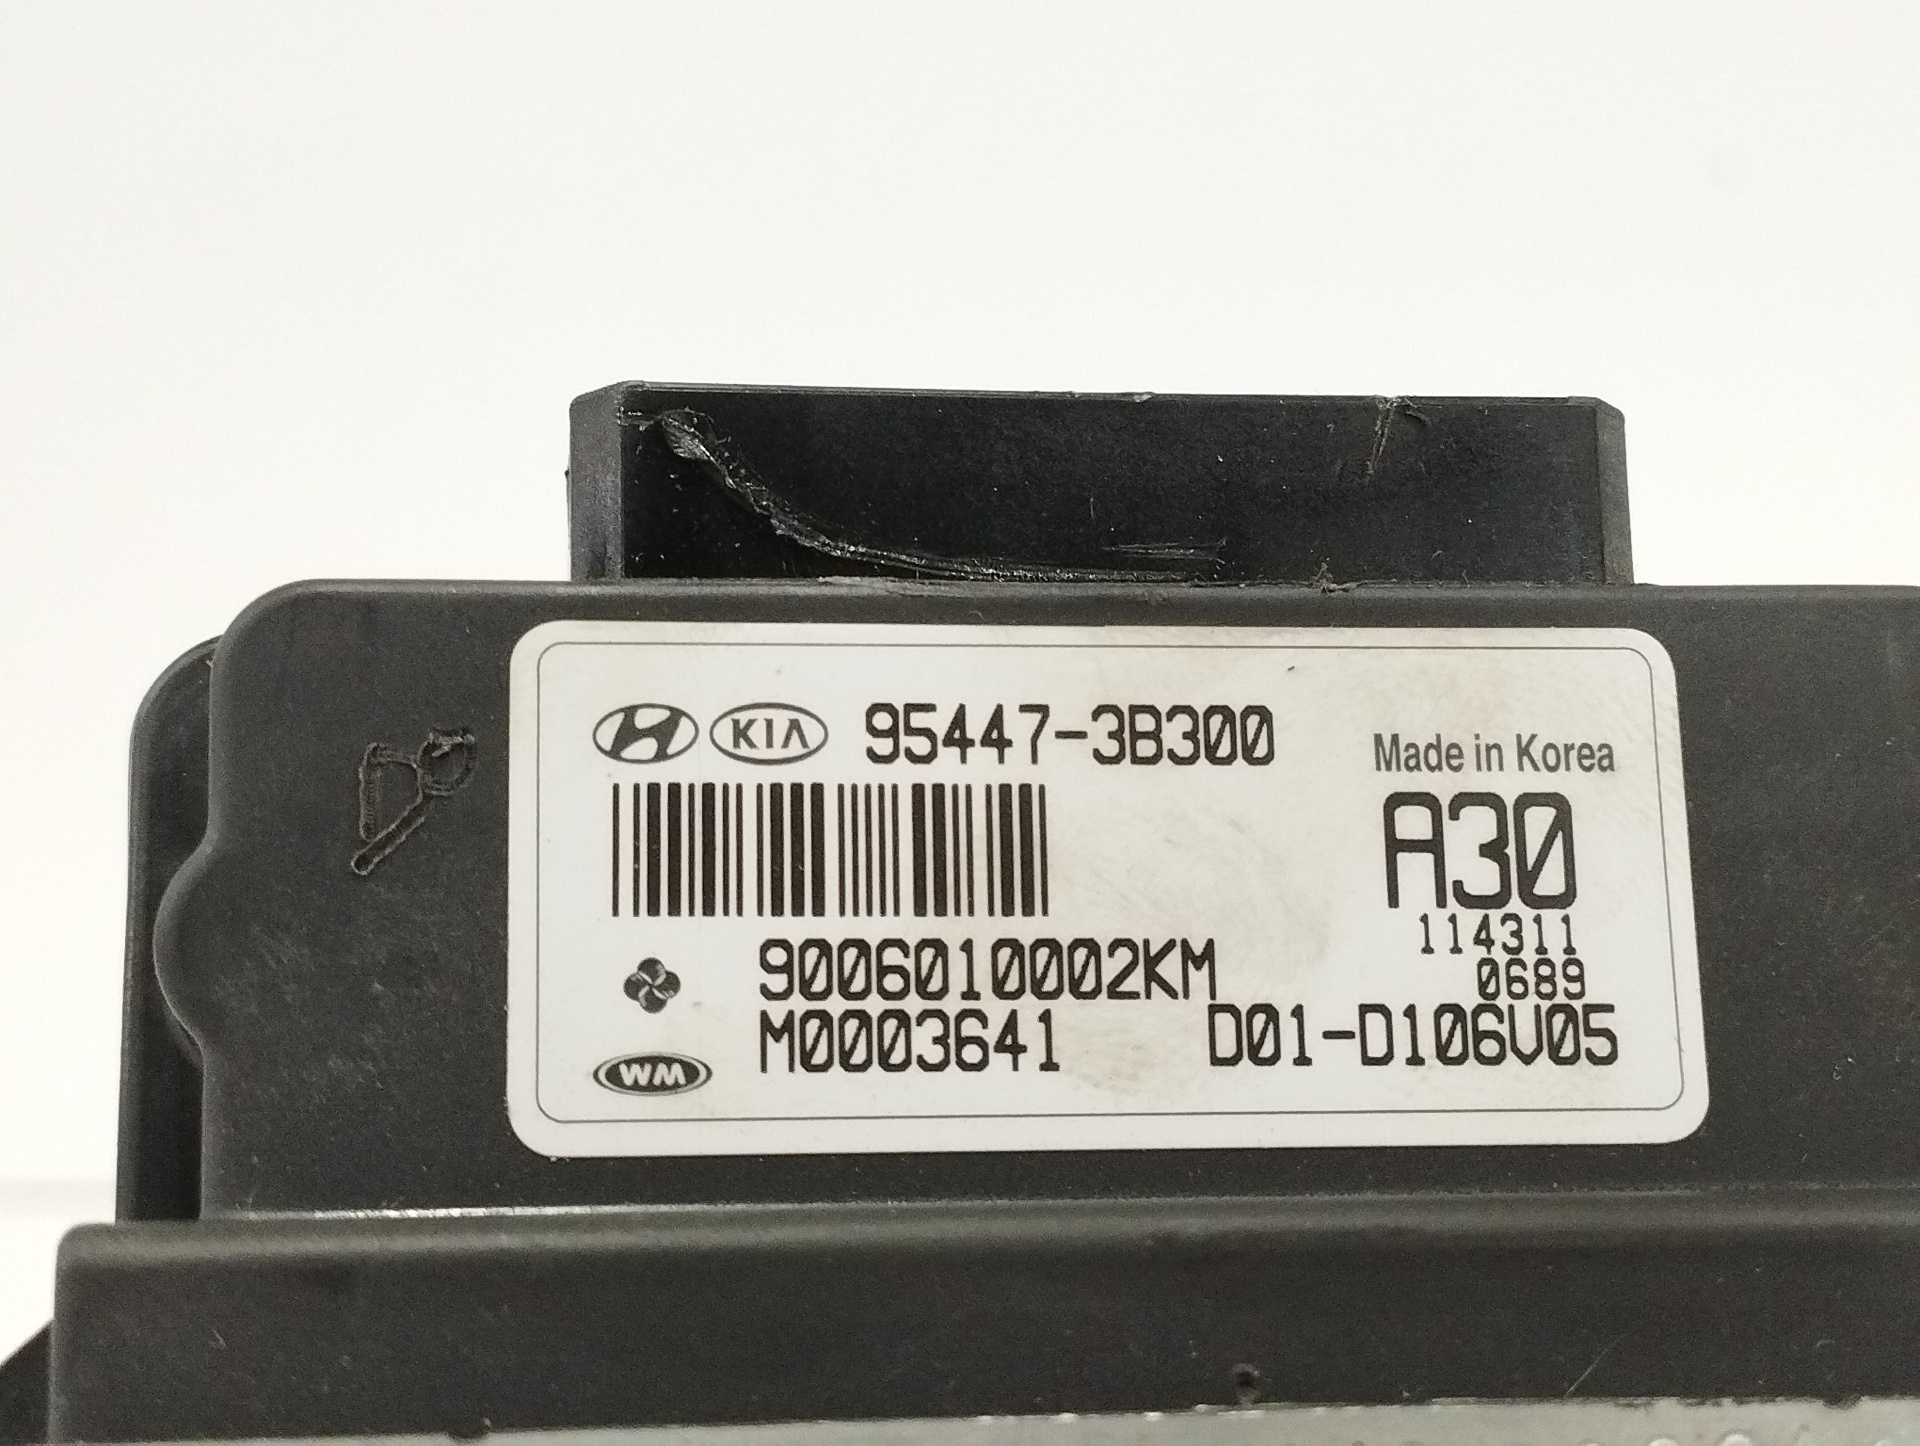 KIA 95447-3B300
Made in Korea
A30
114311
0689
9006010002KM
M0003641 D01-D106V05
WM